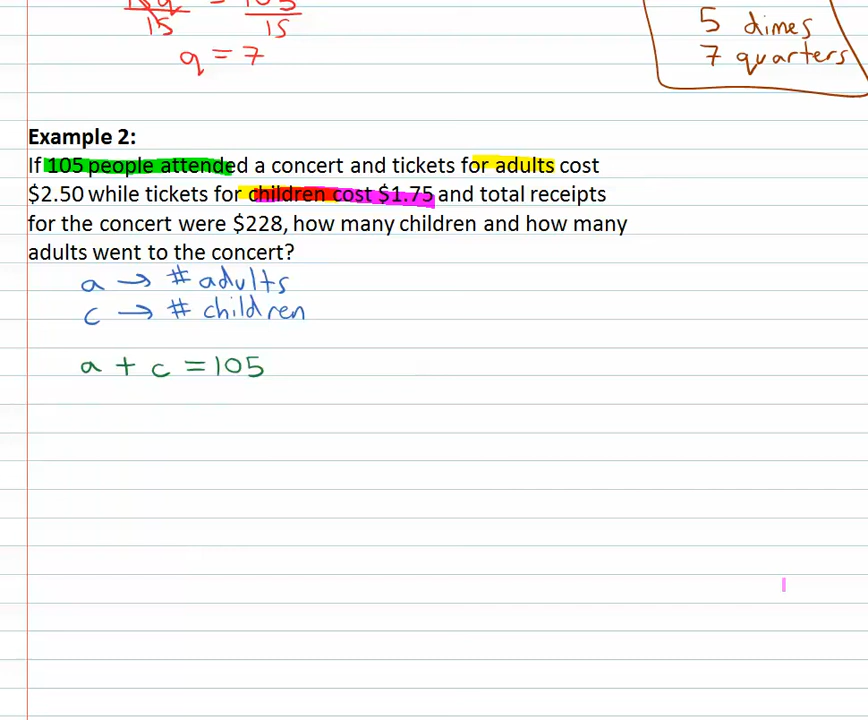 15 15
q = 7
5 dimes
7 quarters
Example 2:
If 105 people attended a concert and tickets for adults cost
$2.50 while tickets for children cost $1.75 and total receipts
for the concert were $228, how many children and how many
adults went to the concert?
a → # adults
c → # children
a + c = 105